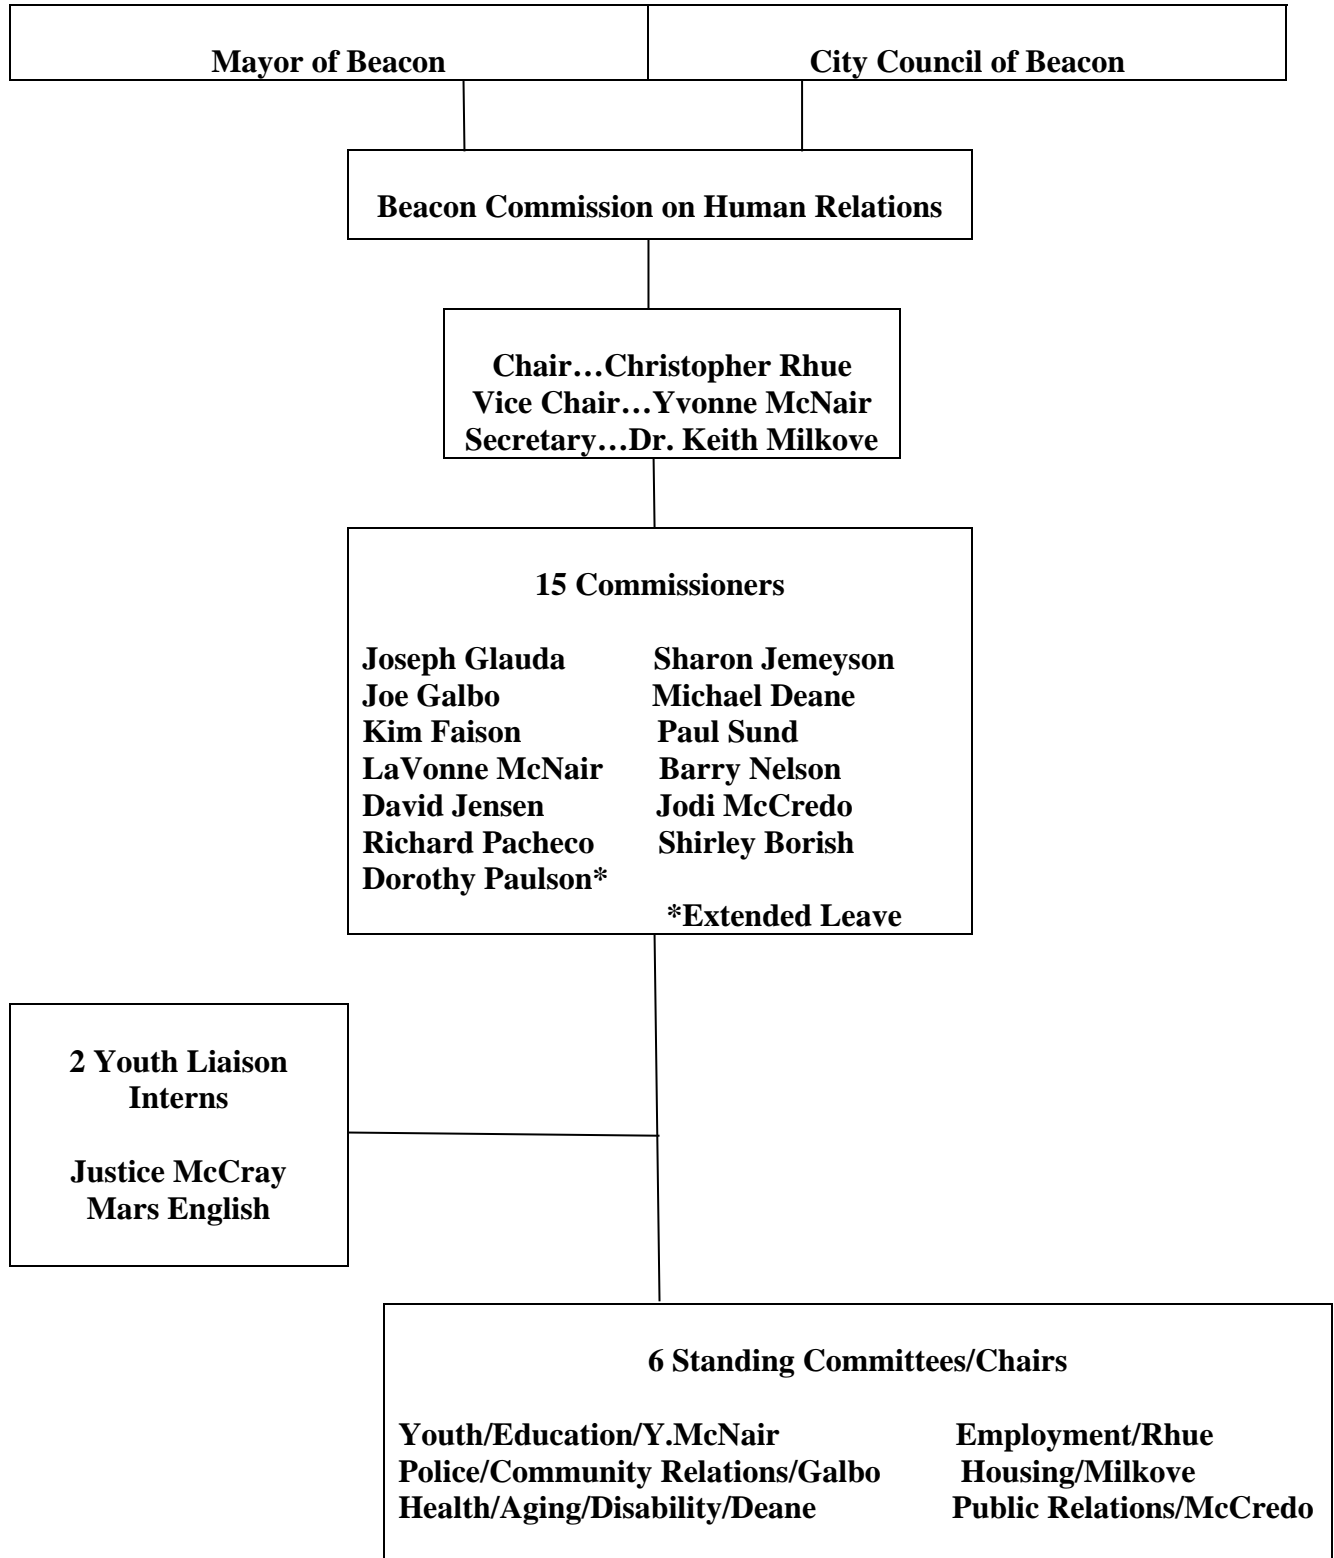 Mayor of Beacon City Council of Beacon
Beacon Commission on Human Relations
Chair…Christopher Rhue
Vice Chair…Yvonne McNair
Secretary…Dr. Keith Milkove
15 Commissioners
Joseph Glauda Sharon Jemeyson
Joe Galbo Michael Deane
Kim Faison Paul Sund
LaVonne McNair Barry Nelson
David Jensen Jodi McCredo
Richard Pacheco Shirley Borish
Dorothy Paulson*
*Extended Leave
2 Youth Liaison
Interns
Justice McCray
Mars English
6 Standing Committees/Chairs
Youth/Education/Y.McNair Employment/Rhue
Police/Community Relations/Galbo Housing/Milkove
Health/Aging/Disability/Deane Public Relations/McCredo